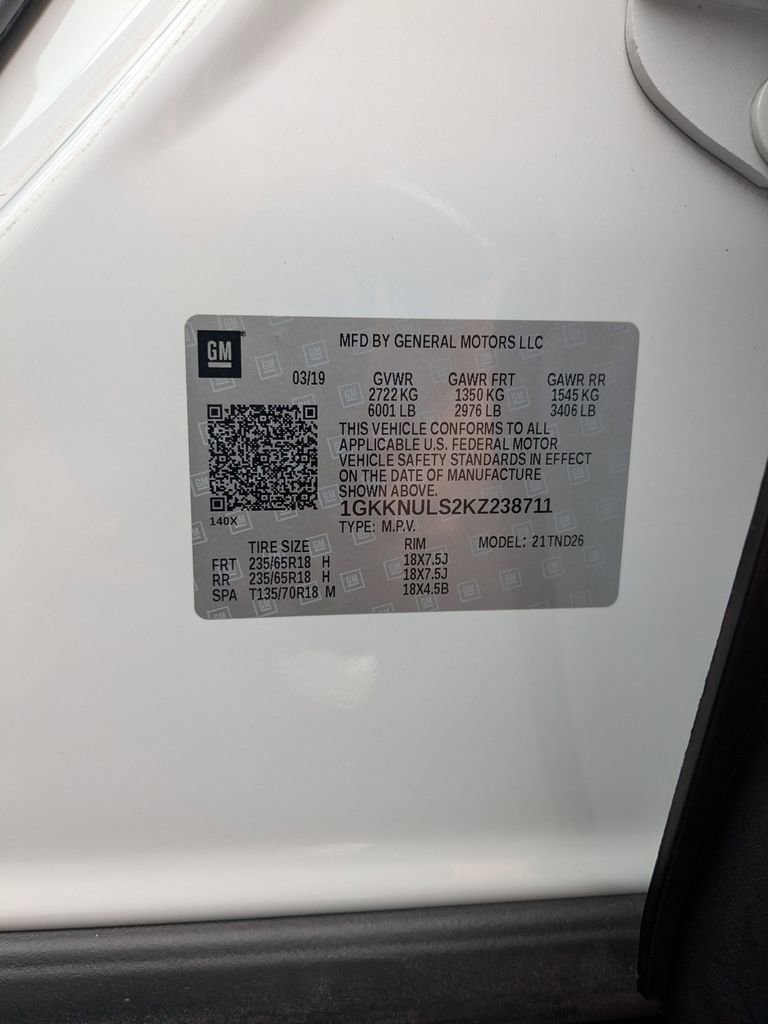 GM
MFD BY GENERAL MOTORS LLC
03/19 GVWR GAWR FRT GAWR RR
2722 KG 1350 KG 1545 KG
6001 LB 2976 LB 3406 LB
THIS VEHICLE CONFORMS TO ALL
APPLICABLE U.S. FEDERAL MOTOR
VEHICLE SAFETY STANDARDS IN EFFECT
ON THE DATE OF MANUFACTURE
SHOWN ABOVE.
1GKKNULS2KZ238711
140X
TYPE: M.P.V.
TIRE SIZE RIM MODEL: 21TND26
FRT 235/65R18 H 18X7.5J
RR 235/65R18 H 18X7.5J
SPA T135/70R18 M 18X4.5B